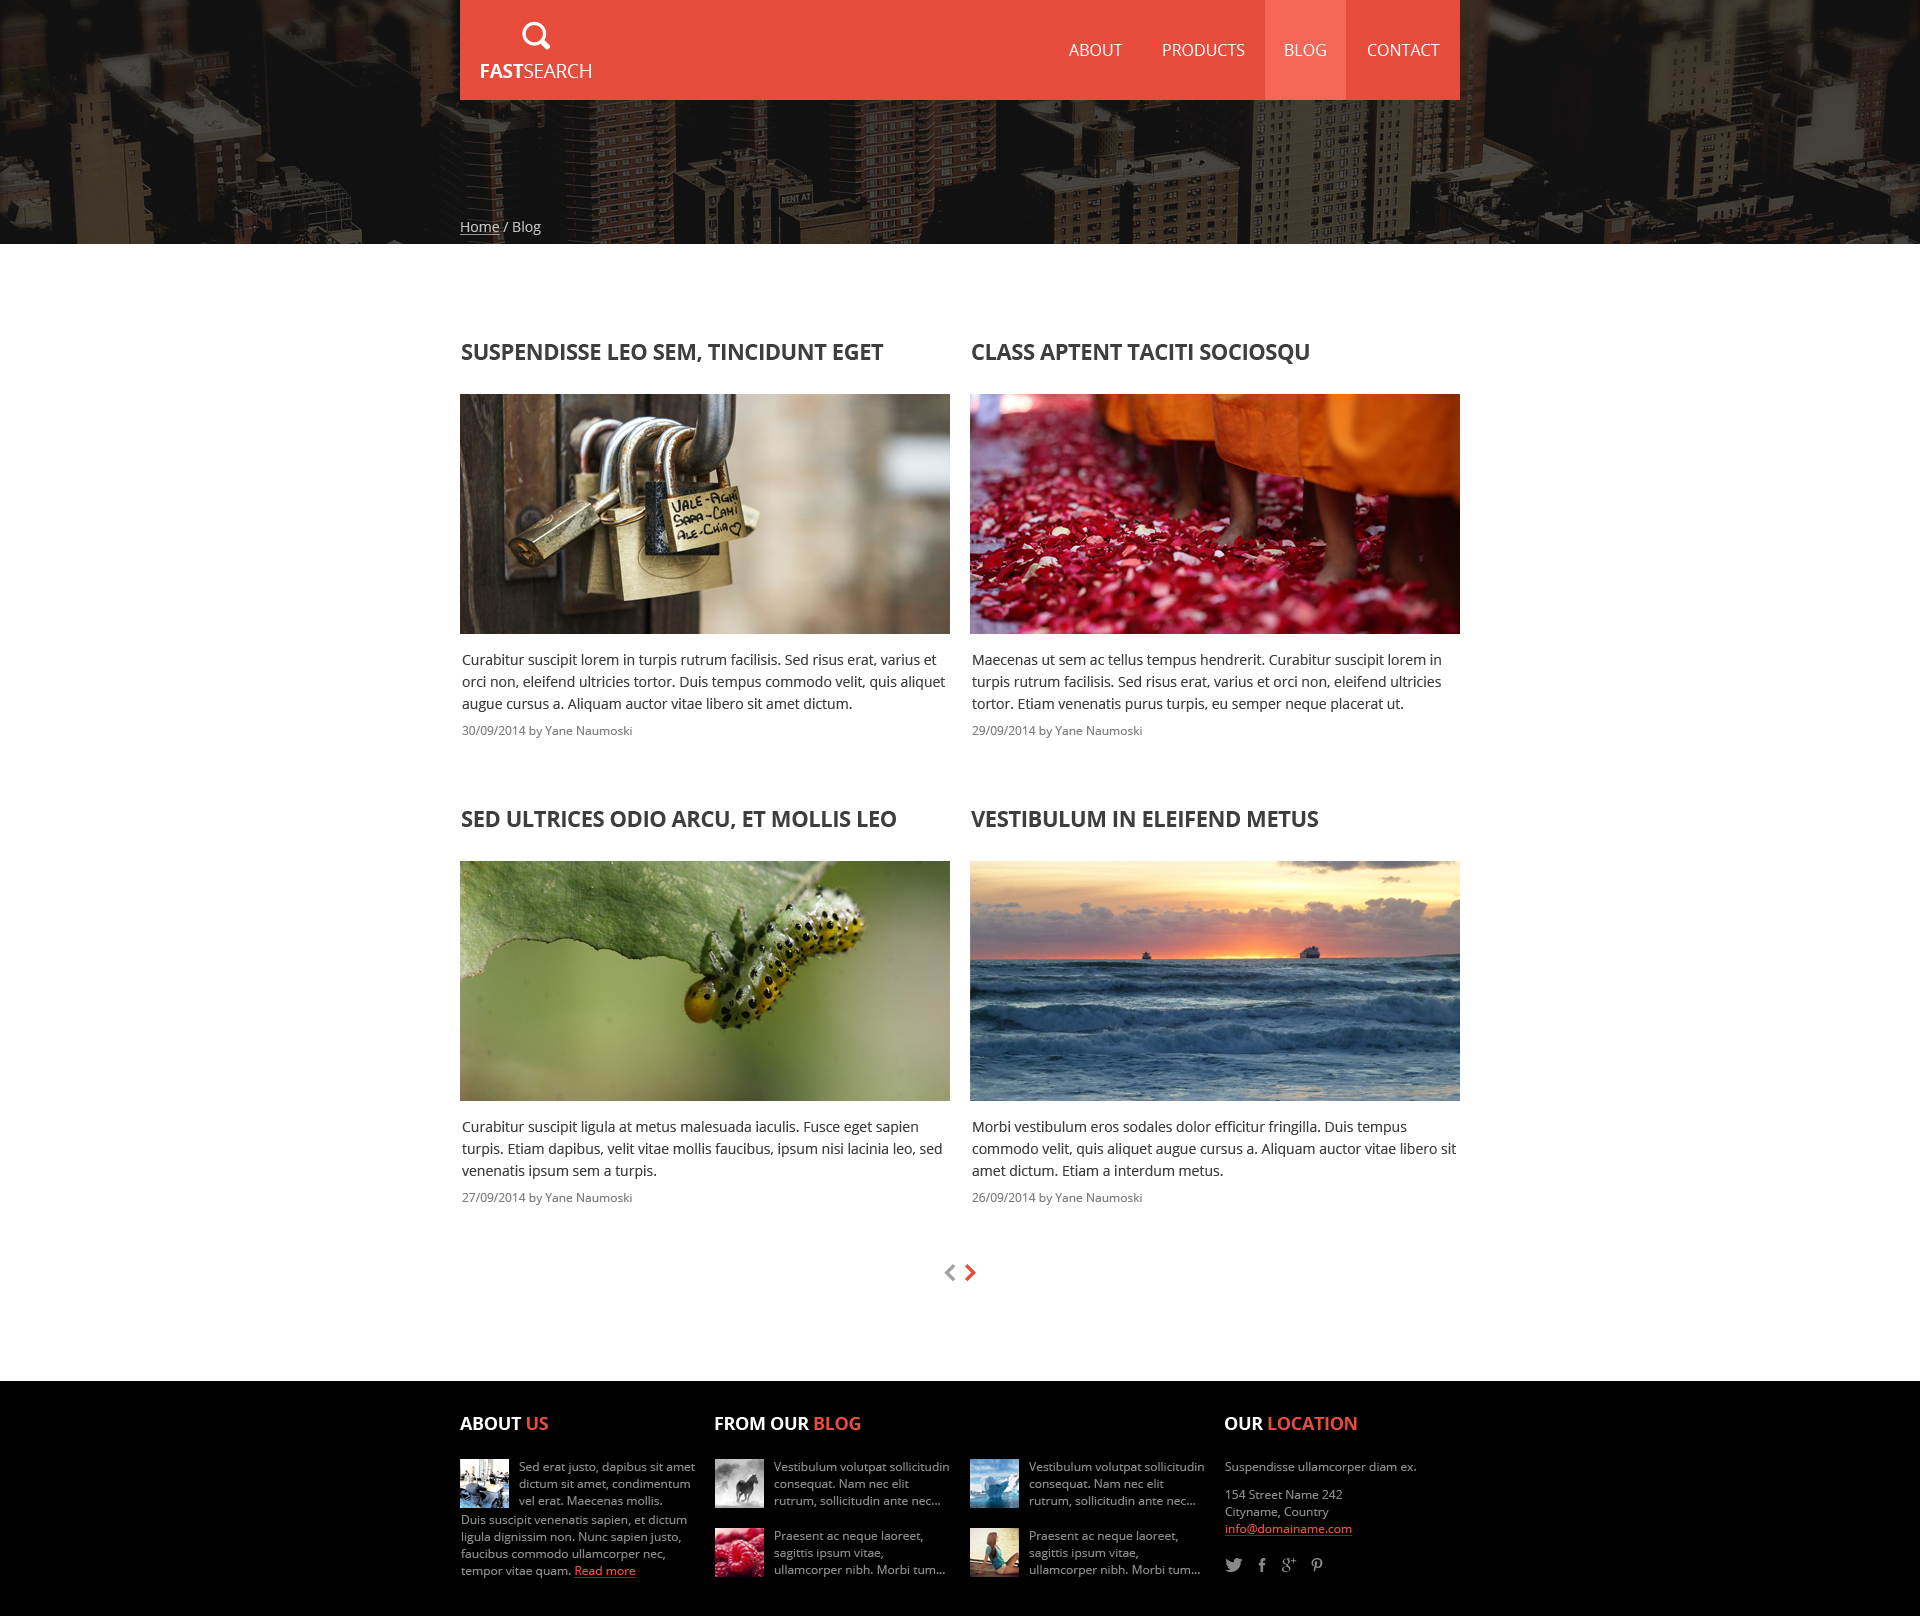 FASTSEARCH
ABOUT
PRODUCTS
BLOG
CONTACT
RENT AT
Home / Blog
SUSPENDISSE LEO SEM, TINCIDUNT EGET
VALE-AGHI
SARA-CAMI
ALE-CHIA
Curabitur suscipit lorem in turpis rutrum facilisis. Sed risus erat, varius et
orci non, eleifend ultricies tortor. Duis tempus commodo velit, quis aliquet
augue cursus a. Aliquam auctor vitae libero sit amet dictum.
30/09/2014 by Yane Naumoski
CLASS APTENT TACITI SOCIOSQU
Maecenas ut sem ac tellus tempus hendrerit. Curabitur suscipit lorem in
turpis rutrum facilisis. Sed risus erat, varius et orci non, eleifend ultricies
tortor. Etiam venenatis purus turpis, eu semper neque placerat ut.
29/09/2014 by Yane Naumoski
SED ULTRICES ODIO ARCU, ET MOLLIS LEO
Curabitur suscipit ligula at metus malesuada iaculis. Fusce eget sapien
turpis. Etiam dapibus, velit vitae mollis faucibus, ipsum nisi lacinia leo, sed
venenatis ipsum sem a turpis.
27/09/2014 by Yane Naumoski
VESTIBULUM IN ELEIFEND METUS
Morbi vestibulum eros sodales dolor efficitur fringilla. Duis tempus
commodo velit, quis aliquet augue cursus a. Aliquam auctor vitae libero sit
amet dictum. Etiam a interdum metus.
26/09/2014 by Yane Naumoski
ABOUT US
Sed erat justo, dapibus sit amet
dictum sit amet, condimentum
vel erat. Maecenas mollis.
Duis suscipit venenatis sapien, et dictum
ligula dignissim non. Nunc sapien justo,
faucibus commodo ullamcorper nec,
tempor vitae quam. Read more
FROM OUR BLOG
Vestibulum volutpat sollicitudin
consequat. Nam nec elit
rutrum, sollicitudin ante nec...
Praesent ac neque laoreet,
sagittis ipsum vitae,
ullamcorper nibh. Morbi tum...
Vestibulum volutpat sollicitudin
consequat. Nam nec elit
rutrum, sollicitudin ante nec...
Praesent ac neque laoreet,
sagittis ipsum vitae,
ullamcorper nibh. Morbi tum...
OUR LOCATION
Suspendisse ullamcorper diam ex.
154 Street Name 242
Cityname, Country
info@domainame.com